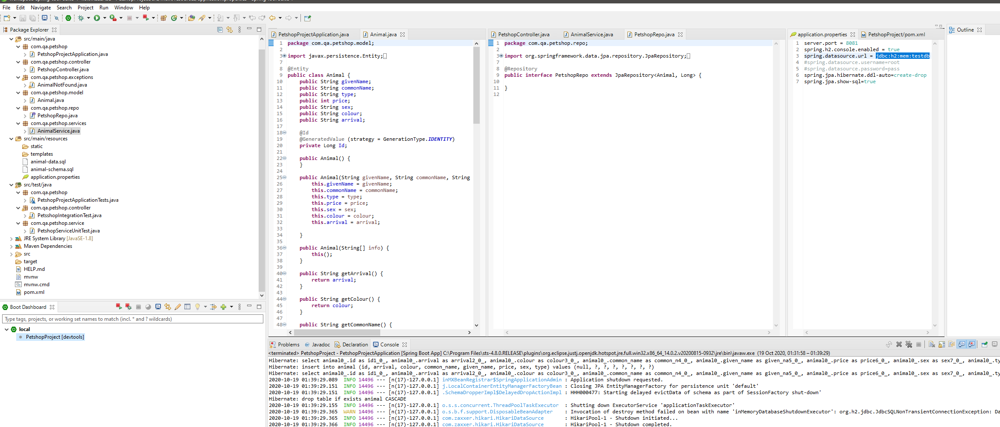 File Edit Navigate Search Project Run Window Help
Package Explorer
src/main/java
com.qa.petshop
PetshopProjectApplication.java
com.qa.petshop.controller
PetshopController.java
com.qa.petshop.exceptions
AnimalNotFound.java
com.qa.petshop.model
Animal.java
com.qa.petshop.repo
PetshopRepo.java
com.qa.petshop.services
AnimalService.java
src/main/resources
static
templates
animal-data.sql
animal-schema.sql
application.properties
src/test/java
com.qa.petshop
PetshopProjectApplicationTests.java
com.qa.petshop.controller
PetsshopIntegrationTest.java
com.qa.petshop.service
PetshopServiceUnitTest.java
JRE System Library [JavaSE-1.8]
Maven Dependencies
src
target
HELP.md
mvnw
mvnw.cmd
pom.xml
Boot Dashboard
Type tags, projects, or working set names to match (incl. * and ? wildcards)
local
PetshopProject [devtools]
PetshopProjectApplication.java Animal.java
1 package com.qa.petshop.model;
2
3 import javax.persistence.Entity;
7
8 @Entity
9 public class Animal {
10 public String givenName;
11 public String commonName;
12 public String type;
13 public int price;
14 public String sex;
15 public String colour;
16 public String arrival;
17
18 @Id
19 @GeneratedValue (strategy = GenerationType.IDENTITY)
20 private Long Id;
21
22 public Animal() {
23 }
24
25 public Animal(String givenName, String commonName, String
26 this.givenName = givenName;
27 this.commonName = commonName;
28 this.type = type;
29 this.price = price;
30 this.sex = sex;
31 this.colour = colour;
32 this.arrival = arrival;
33
34 }
35
36 public Animal(String[] info) {
37 this();
38 }
39
40 public String getArrival() {
41 return arrival;
42 }
43
44 public String getColour() {
45 return colour;
46 }
47
48 public String getCommonName() {
PetshopController.java AnimalService.java PetshopRepo.java
1 package com.qa.petshop.repo;
2
3 import org.springframework.data.jpa.repository.JpaRepository;
7
8 @Repository
9 public interface PetshopRepo extends JpaRepository<Animal, Long> {
10
11 }
12
application.properties PetshopProject/pom.xml
1 server.port = 8081
2 spring.h2.console.enabled = true
3 spring.datasource.url = jdbc:h2:mem:testdb
4 #spring.datasource.username=root
5 #spring.datasource.password=pass
6 spring.jpa.hibernate.ddl-auto=create-drop
7 spring.jpa.show-sql=true
Outline
Problems @ Javadoc Declaration Console
<terminated> PetshopProject - PetshopProjectApplication [Spring Boot App] C:\Program Files\sts-4.8.0.RELEASE\plugins\org.eclipse.justj.openjdk.hotspot.jre.full.win32.x86_64_14.0.2.v20200815-0932\jre\bin\javaw.exe (19 Oct 2020, 01:31:58 – 01:39:29)
Hibernate: select animal0_.id as id1_0_, animal0_.arrival as arrival2_0_, animal0_.colour as colour3_0_, animal0_.common_name as common_n4_0_, animal0_.given_name as given_na5_0_, animal0_.price as price6_0_, animal0_.sex as sex7_0_, animal0_.ty
Hibernate: insert into animal (id, arrival, colour, common_name, given_name, price, sex, type) values (null, ?, ?, ?, ?, ?, ?, ?)
Hibernate: select animal0_.id as id1_0_, animal0_.arrival as arrival2_0_, animal0_.colour as colour3_0_, animal0_.common_name as common_n4_0_, animal0_.given_name as given_na5_0_, animal0_.price as price6_0_, animal0_.sex as sex7_0_, animal0_.ty
2020-10-19 01:39:29.089 INFO 14496 --- [n(17)-127.0.0.1] inMXBeanRegistrar$SpringApplicationAdmin : Application shutdown requested.
2020-10-19 01:39:29.151 INFO 14496 --- [n(17)-127.0.0.1] j.LocalContainerEntityManagerFactoryBean : Closing JPA EntityManagerFactory for persistence unit 'default'
2020-10-19 01:39:29.151 INFO 14496 --- [n(17)-127.0.0.1] .SchemaDropperImpl$DelayedDropActionImpl : HHH000477: Starting delayed evictData of schema as part of SessionFactory shut-down'
Hibernate: drop table if exists animal CASCADE
2020-10-19 01:39:29.155 INFO 14496 --- [n(17)-127.0.0.1] o.s.s.concurrent.ThreadPoolTaskExecutor : Shutting down ExecutorService 'applicationTaskExecutor'
2020-10-19 01:39:29.365 WARN 14496 --- [n(17)-127.0.0.1] o.s.b.f.support.DisposableBeanAdapter : Invocation of destroy method failed on bean with name 'inMemoryDatabaseShutdownExecutor': org.h2.jdbc.JdbcSQLNonTransientConnectionException: Da
2020-10-19 01:39:29.365 INFO 14496 --- [n(17)-127.0.0.1] com.zaxxer.hikari.HikariDataSource : HikariPool-1 - Shutdown initiated...
2020-10-19 01:39:29.366 INFO 14496 --- [n(17)-127.0.0.1] com.zaxxer.hikari.HikariDataSource : HikariPool-1 - Shutdown completed.